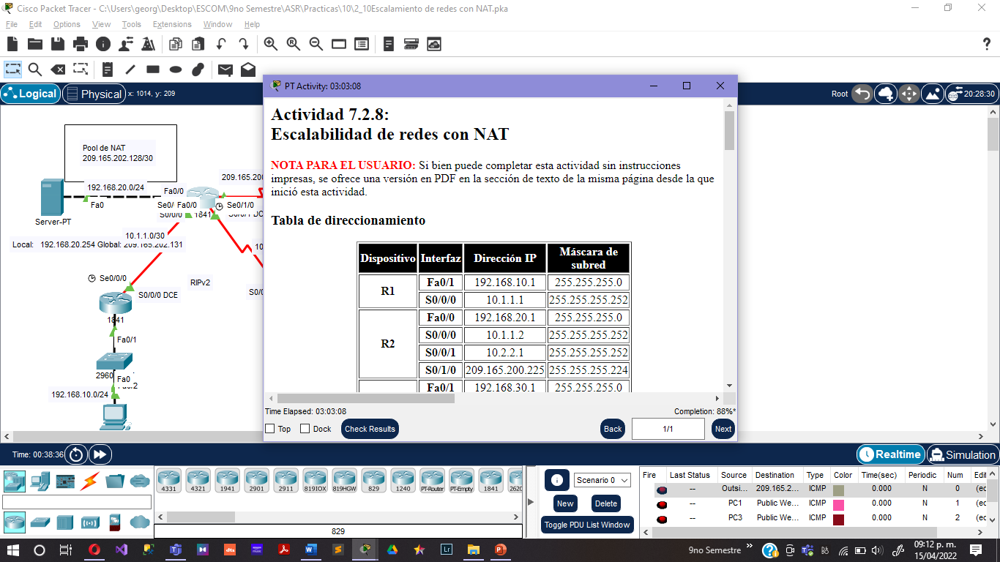 Cisco Packet Tracer - C:\Users\georg\Desktop\ESCOM\9no Semestre\ASR\Practicas\10\2_10Escalamiento de redes con NAT.pka
File Edit Options View Tools Extensions Window Help
Logical Physical x: 1014, y: 209
Root 20:28:30
Pool de NAT
209.165.202.128/30
192.168.20.0/24
Fa0/0
209.165.200
Fa0
Se0/ Fa0/0
Se0/1/0
S0/0/0
1841
Server-PT
10.1.1.0/30
10
Local: 192.168.20.254 Global: 209.165.202.131
Se0/0/0
RIPv2
S0/0/0 DCE
S0/0
1841
Fa0/1
2960
Fa0
192.168.10.0/24
PT Activity: 03:03:08
Actividad 7.2.8:
Escalabilidad de redes con NAT
NOTA PARA EL USUARIO: Si bien puede completar esta actividad sin instrucciones
impresas, se ofrece una versión en PDF en la sección de texto de la misma página desde la que
inició esta actividad.
Tabla de direccionamiento
Dispositivo Interfaz Dirección IP Máscara de
subred
R1 Fa0/1 192.168.10.1 255.255.255.0
S0/0/0 10.1.1.1 255.255.255.252
R2 Fa0/0 192.168.20.1 255.255.255.0
S0/0/0 10.1.1.2 255.255.255.252
S0/0/1 10.2.2.1 255.255.255.252
S0/1/0 209.165.200.225 255.255.255.224
Fa0/1 192.168.30.1 255.255.255.0
Time Elapsed: 03:03:08 Completion: 88%*
Top Dock Check Results Back 1/1 Next
Time: 00:38:36 Realtime Simulation
4331 4321 1941 2901 2911 819IOX 819HGW 829 1240 PT-Router PT-Empty 1841 2620
829
Scenario 0
New Delete
Toggle PDU List Window
Fire Last Status Source Destination Type Color Time(sec) Periodic Num Edit
-- Outsi... 209.165.2... ICMP 0.000 N 0 (ec
-- PC1 Public We... ICMP 0.000 N 1 (ec
-- PC3 Public We... ICMP 0.000 N 2 (ec
9no Semestre
09:12 p. m.
15/04/2022